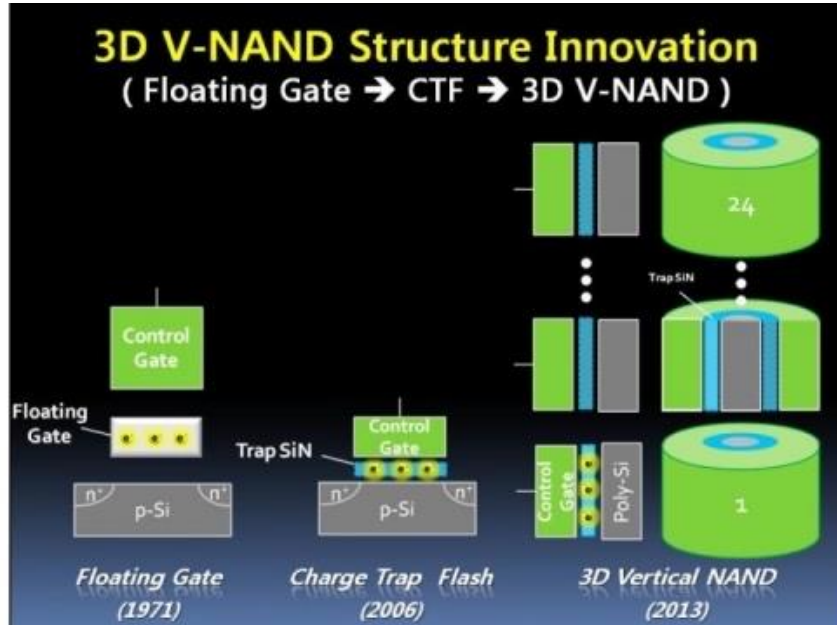 3D V-NAND Structure Innovation
( Floating Gate ➔ CTF ➔ 3D V-NAND )
24
Trap SiN
Control
Gate
Floating
Gate
n⁺
n⁺
p-Si
Control
Gate
Trap SiN
n⁺
n⁺
p-Si
Control
Gate
Poly-Si
1
Floating Gate
(1971)
Charge Trap Flash
(2006)
3D Vertical NAND
(2013)